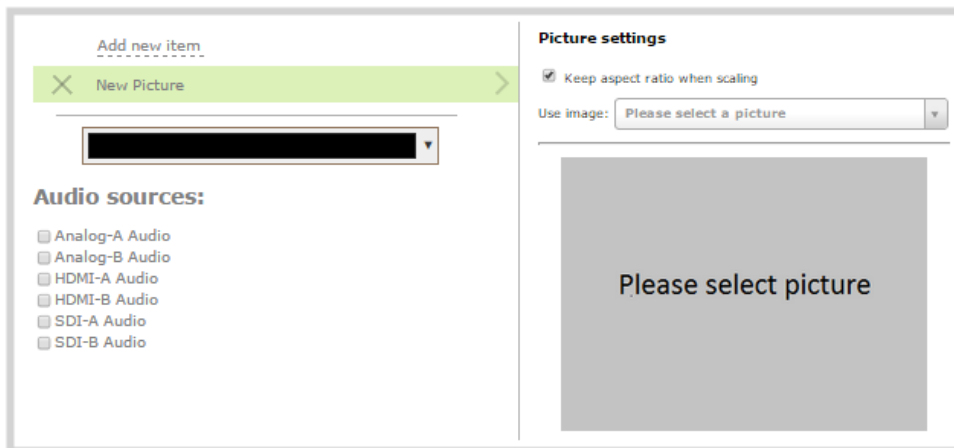 Add new item
New Picture
Audio sources:
Analog-A Audio
Analog-B Audio
HDMI-A Audio
HDMI-B Audio
SDI-A Audio
SDI-B Audio
Picture settings
Keep aspect ratio when scaling
Use image: Please select a picture
Please select picture